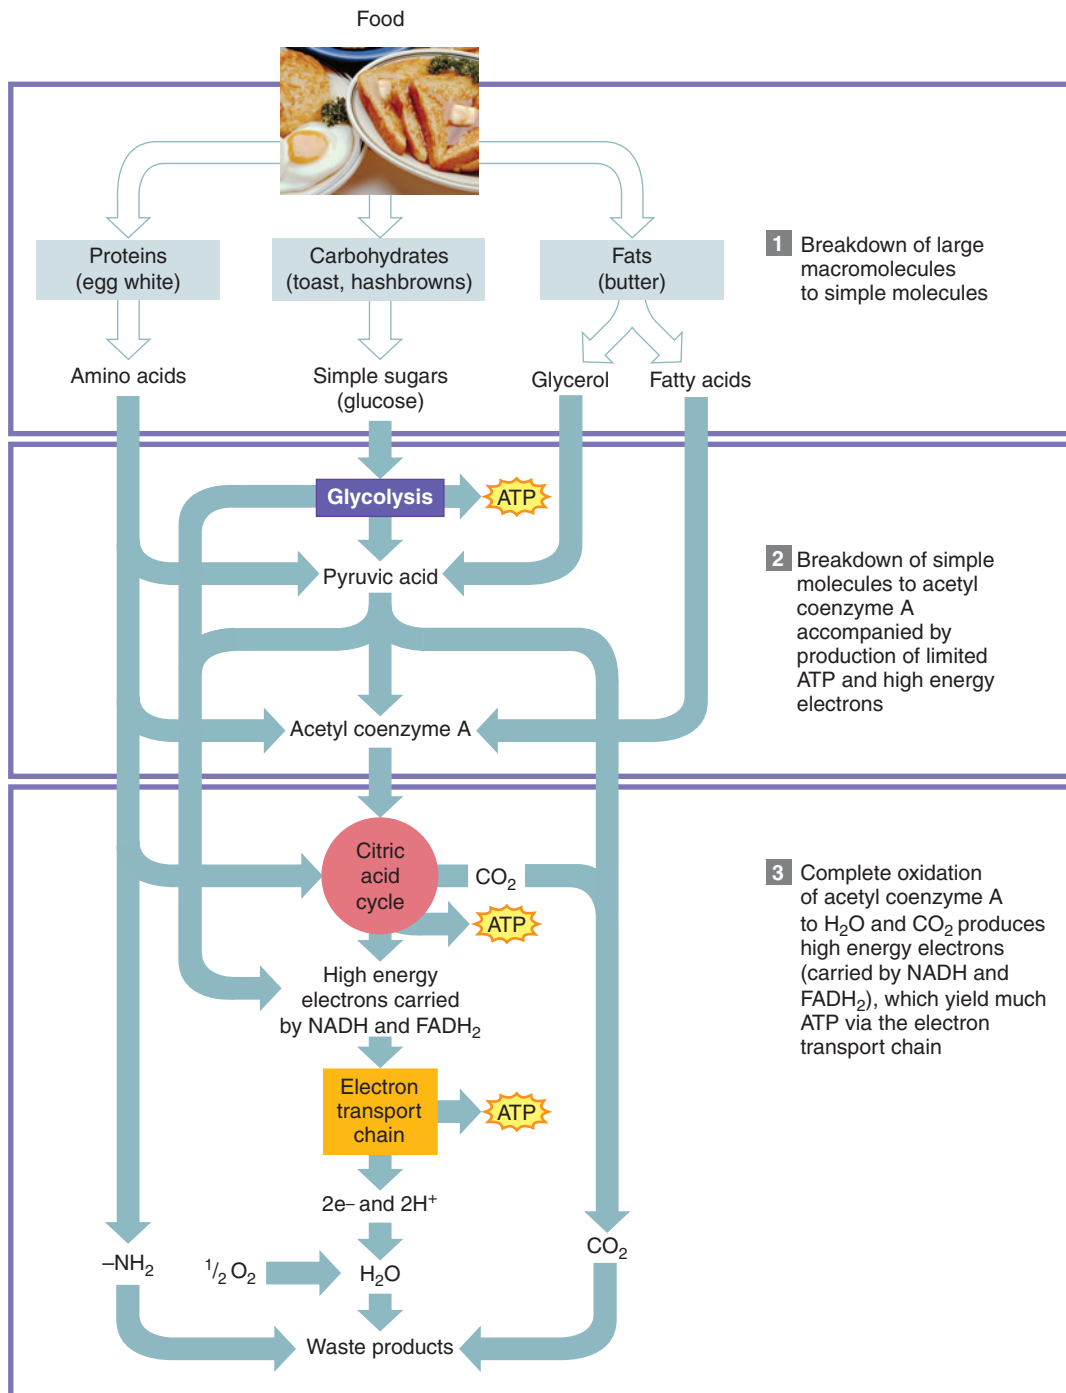 Food
Proteins
(egg white)
Carbohydrates
(toast, hashbrowns)
Fats
(butter)
1 Breakdown of large
macromolecules
to simple molecules
Amino acids
Simple sugars
(glucose)
Glycerol
Fatty acids
Glycolysis
ATP
Pyruvic acid
2 Breakdown of simple
molecules to acetyl
coenzyme A
accompanied by
production of limited
ATP and high energy
electrons
Acetyl coenzyme A
Citric
acid
cycle
CO₂
ATP
3 Complete oxidation
of acetyl coenzyme A
to H₂O and CO₂ produces
high energy electrons
(carried by NADH and
FADH₂), which yield much
ATP via the electron
transport chain
High energy
electrons carried
by NADH and FADH₂
Electron
transport
chain
ATP
2e– and 2H⁺
–NH₂
½ O₂
H₂O
CO₂
Waste products